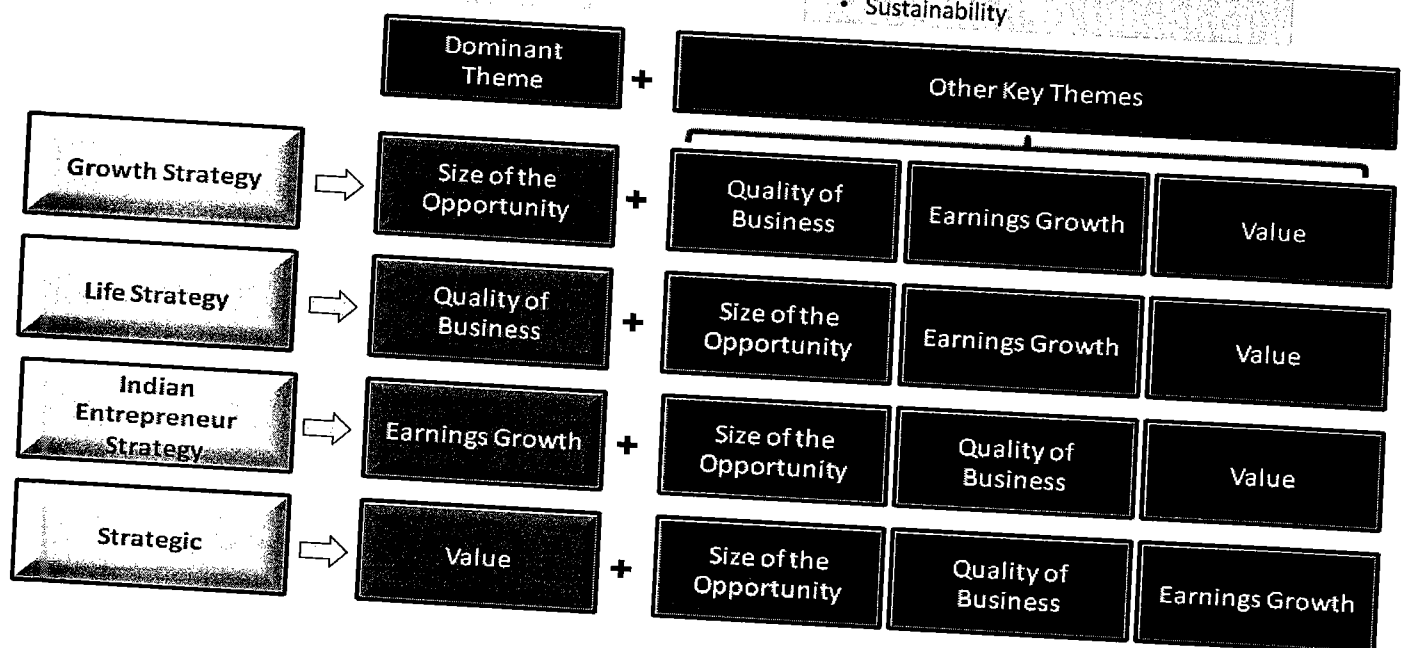 • Sustainability
Dominant
Theme
+
Other Key Themes
Growth Strategy
Size of the
Opportunity
+
Quality of
Business
Earnings Growth
Value
Life Strategy
Quality of
Business
+
Size of the
Opportunity
Earnings Growth
Value
Indian
Entrepreneur
Strategy
Earnings Growth
+
Size of the
Opportunity
Quality of
Business
Value
Strategic
Value
+
Size of the
Opportunity
Quality of
Business
Earnings Growth